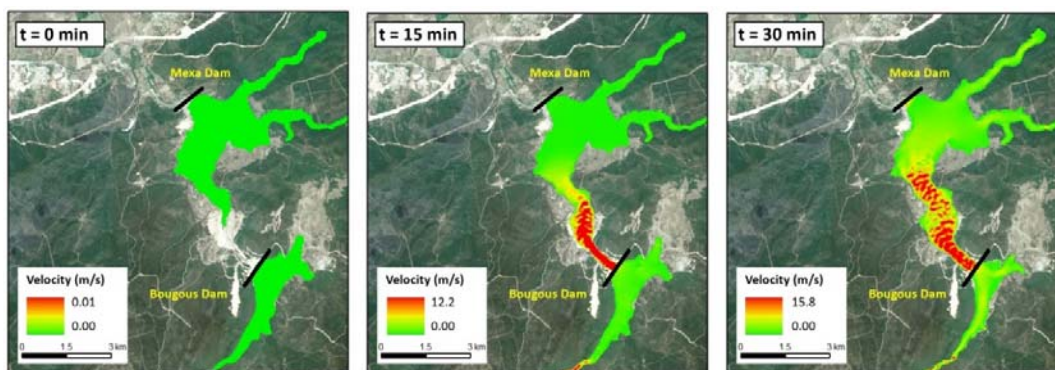 t = 0 min
Mexa Dam
Bougous Dam
Velocity (m/s)
0.01
0.00
0 1.5 3 km
t = 15 min
Mexa Dam
Bougous Dam
Velocity (m/s)
12.2
0.00
0 1.5 3 km
t = 30 min
Mexa Dam
Bougous Dam
Velocity (m/s)
15.8
0.00
0 1.5 3 km